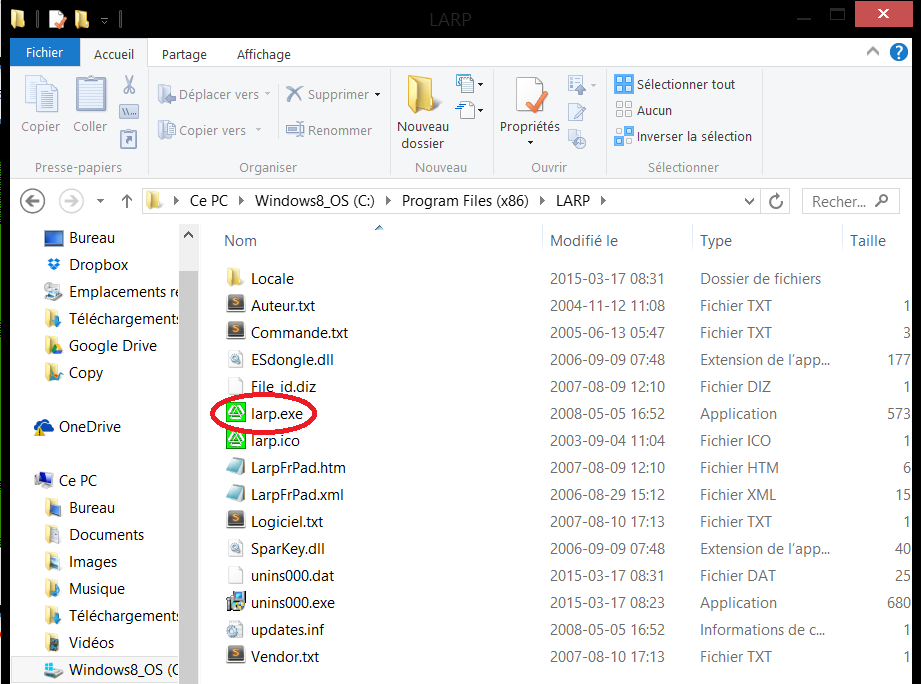 LARP
Fichier Accueil Partage Affichage
Copier Coller Déplacer vers Copier vers Supprimer Renommer Nouveau dossier Propriétés Sélectionner tout Aucun Inverser la sélection
Presse-papiers Organiser Nouveau Ouvrir Sélectionner
Ce PC Windows8_OS (C:) Program Files (x86) LARP Recher...
Bureau
Dropbox
Emplacements ré
Téléchargements
Google Drive
Copy
OneDrive
Ce PC
Bureau
Documents
Images
Musique
Téléchargements
Vidéos
Windows8_OS (C
Nom Modifié le Type Taille
Locale 2015-03-17 08:31 Dossier de fichiers
Auteur.txt 2004-11-12 11:08 Fichier TXT 1
Commande.txt 2005-06-13 05:47 Fichier TXT 3
ESdongle.dll 2006-09-09 07:48 Extension de l'app... 177
File_id.diz 2007-08-09 12:10 Fichier DIZ 1
larp.exe 2008-05-05 16:52 Application 573
larp.ico 2003-09-04 11:04 Fichier ICO 1
LarpFrPad.htm 2007-08-09 12:10 Fichier HTM 6
LarpFrPad.xml 2006-08-29 15:12 Fichier XML 15
Logiciel.txt 2007-08-10 17:13 Fichier TXT 1
SparKey.dll 2006-09-09 07:48 Extension de l'app... 40
unins000.dat 2015-03-17 08:31 Fichier DAT 25
unins000.exe 2015-03-17 08:23 Application 680
updates.inf 2008-05-05 16:52 Informations de c... 1
Vendor.txt 2007-08-10 17:13 Fichier TXT 1